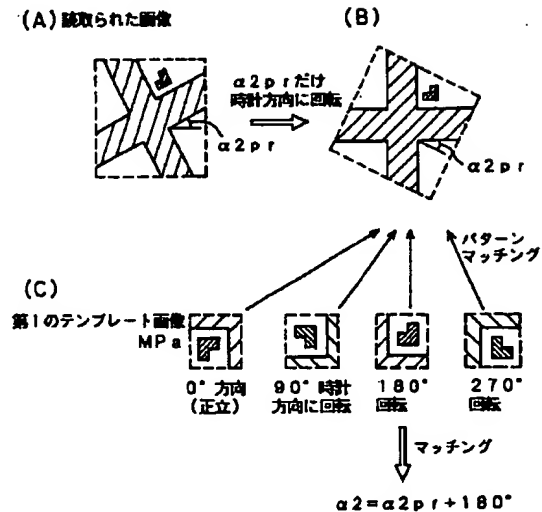 (A) 読取られた画像
(B)
α2prだけ
時計方向に回転
α2pr
α2pr
パターン
マッチング
(C)
第1のテンプレート画像
MPa
0°方向
(正立)
90°時計
方向に回転
180°
回転
270°
回転
マッチング
α2=α2pr+180°